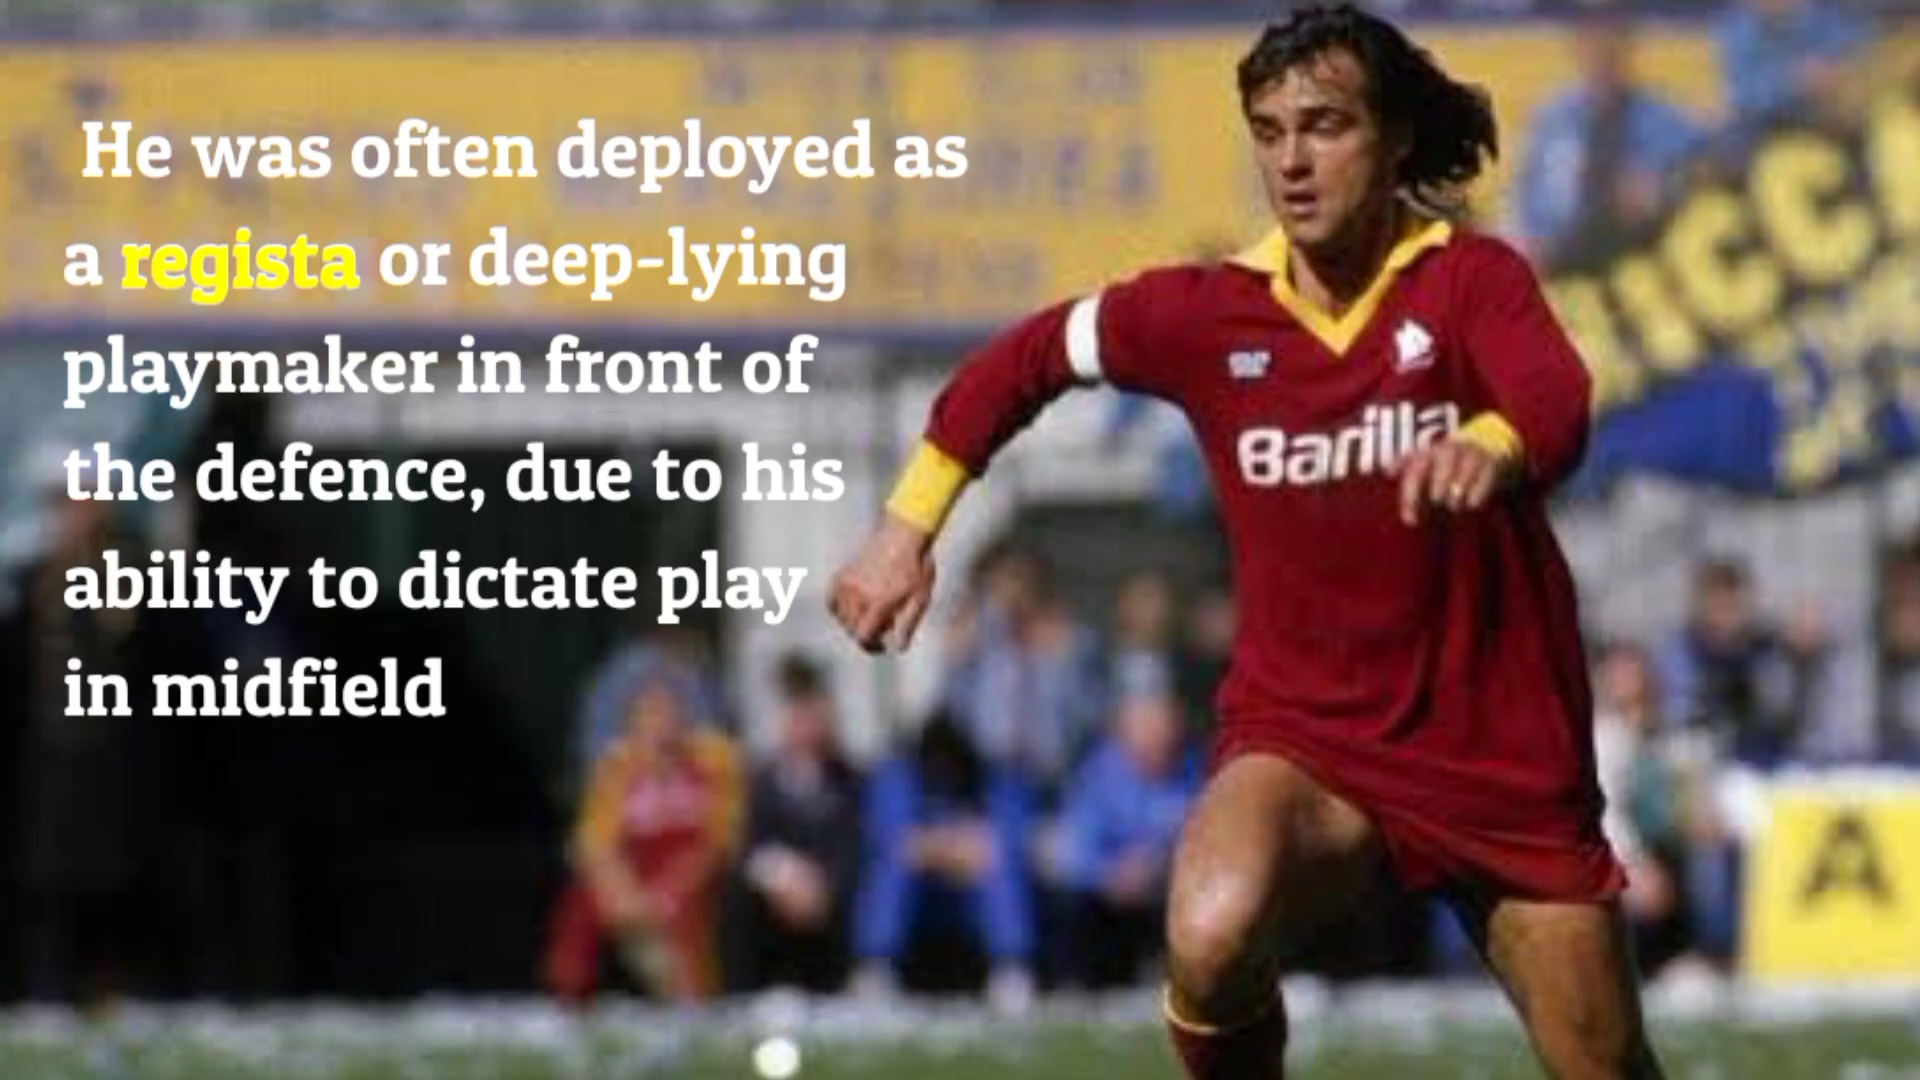 He was often deployed as
a regista or deep-lying
playmaker in front of
the defence, due to his
ability to dictate play
in midfield
Barilla
A